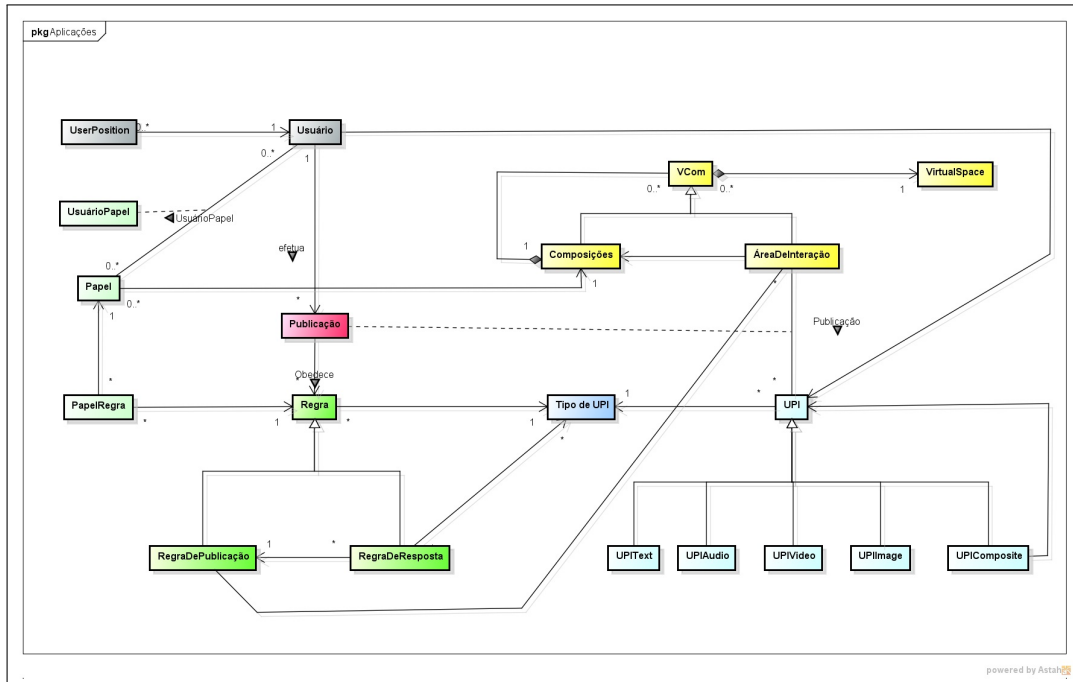 pkg Aplicações
UserPosition
0..*
1
Usuário
0..*
1
VCom
0..*
0..*
1
VirtualSpace
UsuárioPapel
UsuárioPapel
efetua
1
Composições
ÁreaDeInteração
0..*
Papel
0..*
1
*
1
*
Publicação
Publicação
*
Obedece
*
*
*
PapelRegra
*
1
Regra
*
1
Tipo de UPI
1
*
UPI
*
RegraDePublicação
1
*
RegraDeResposta
UPIText
UPIAudio
UPIVideo
UPIImage
UPIComposite
powered by Astah